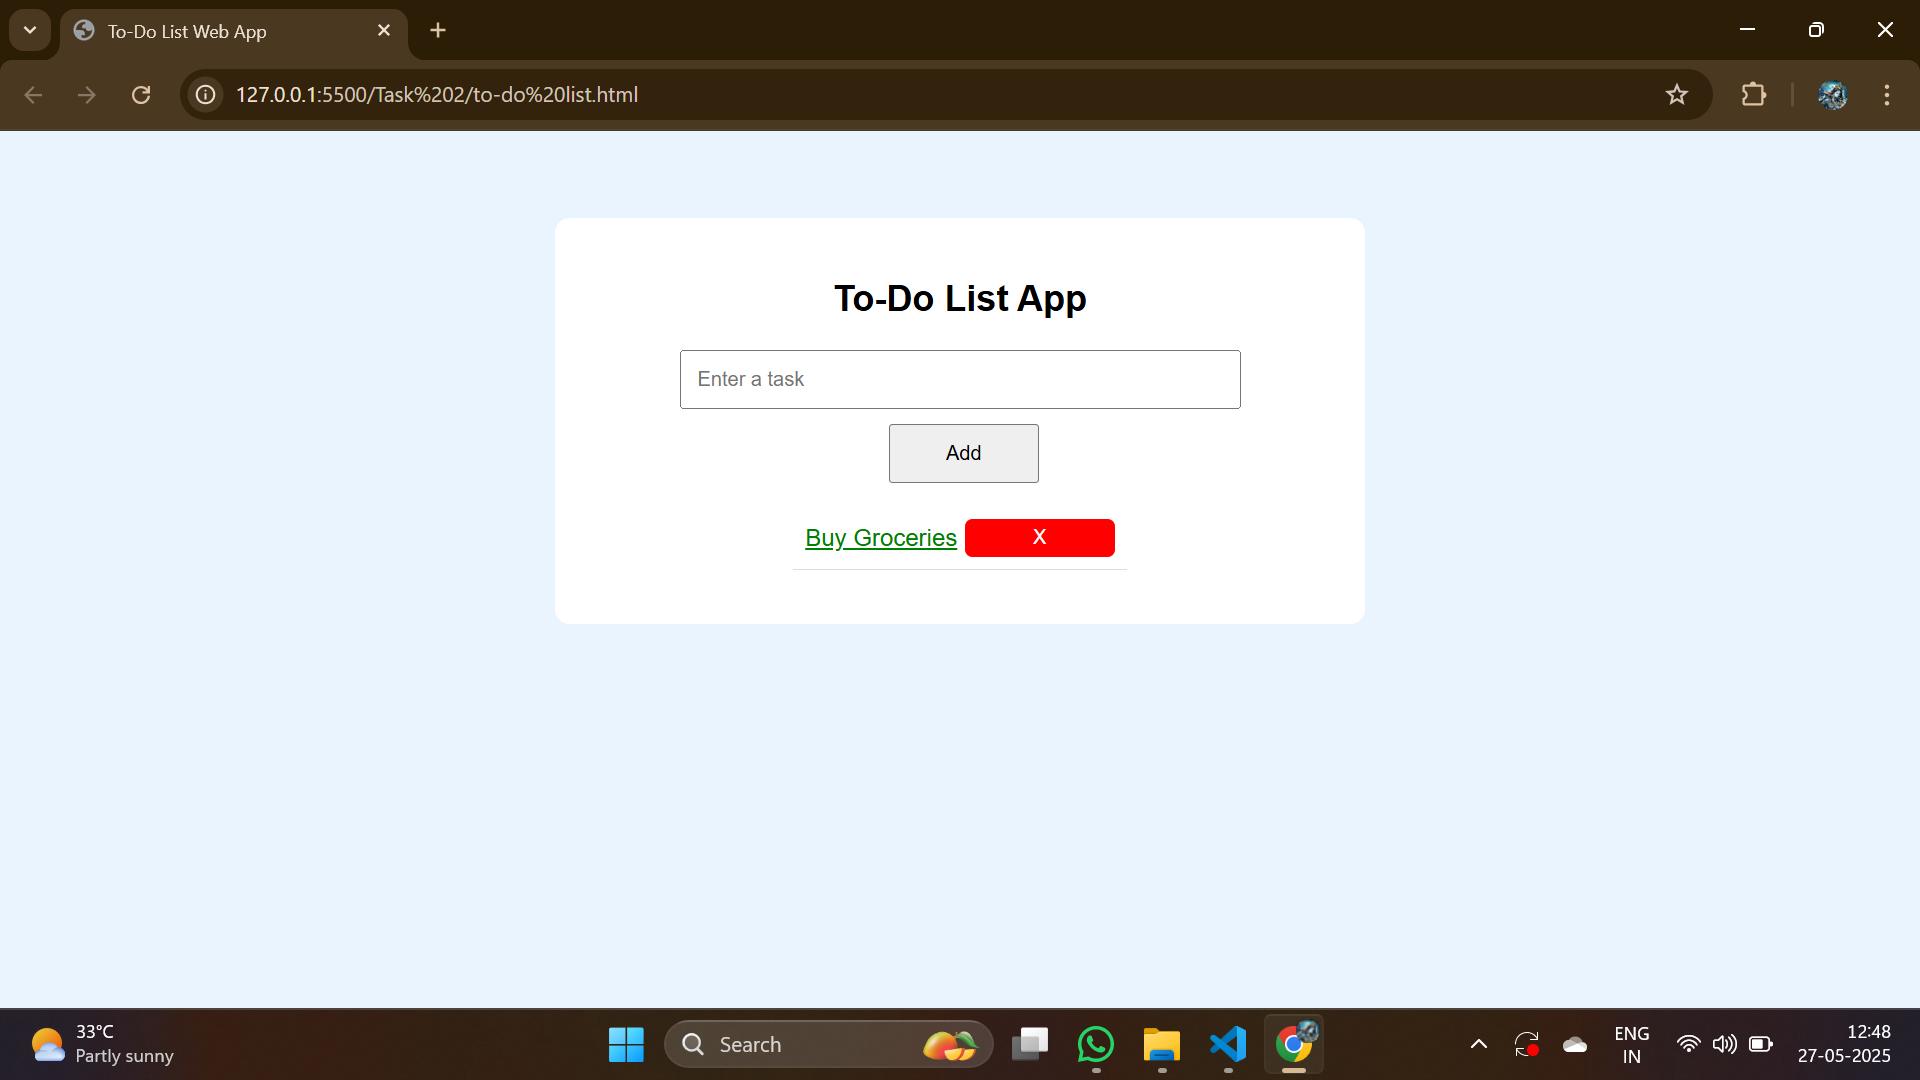 To-Do List Web App
127.0.0.1:5500/Task%202/to-do%20list.html
To-Do List App
Enter a task
Add
Buy Groceries X
33°C
Partly sunny
Search
ENG
IN
12:48
27-05-2025